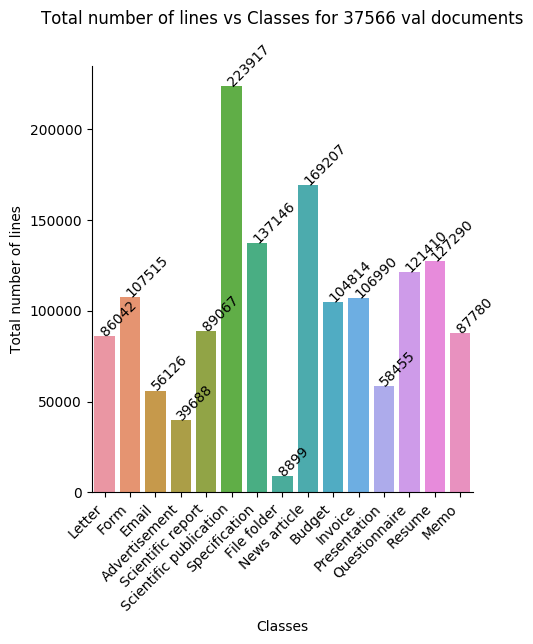 Total number of lines vs Classes for 37566 val documents
Total number of lines
200000
150000
100000
50000
0
86042
107515
56126
39688
89067
223917
137146
8899
169207
104814
106990
58455
121410
127290
87780
Letter
Form
Email
Advertisement
Scientific report
Scientific publication
Specification
File folder
News article
Budget
Invoice
Presentation
Questionnaire
Resume
Memo
Classes